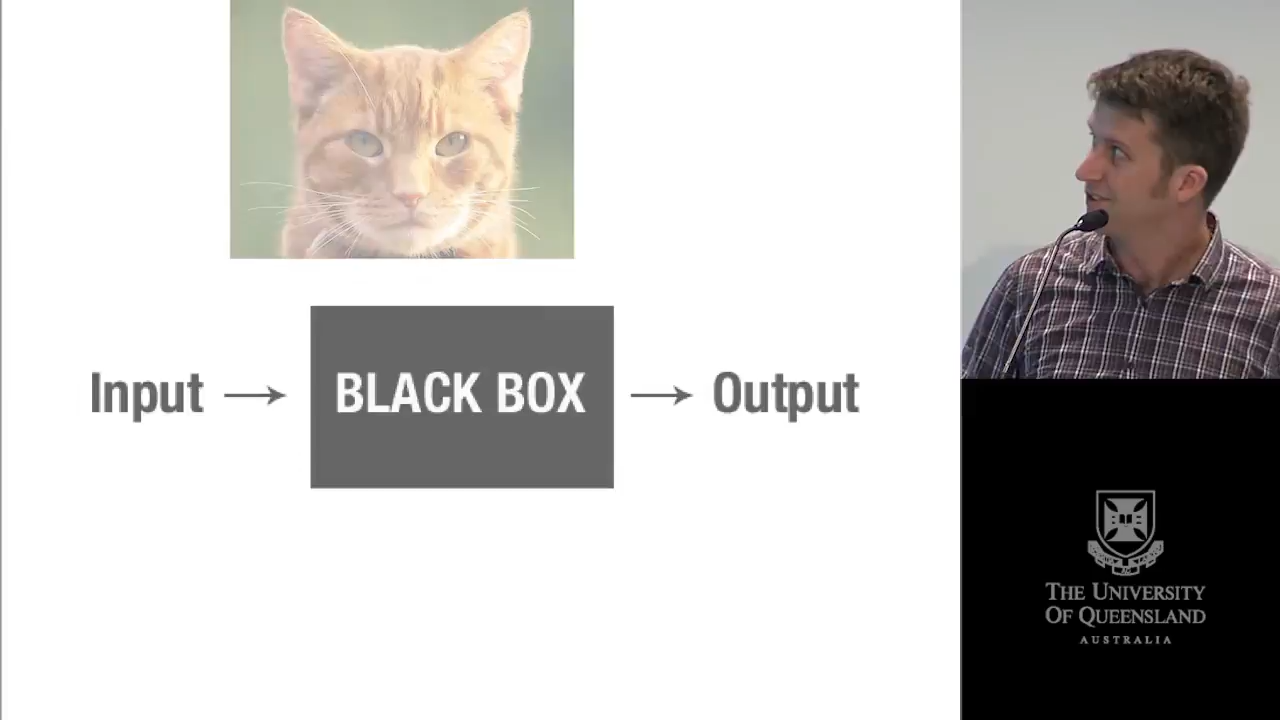 Input → BLACK BOX → Output
THE UNIVERSITY
OF QUEENSLAND
AUSTRALIA